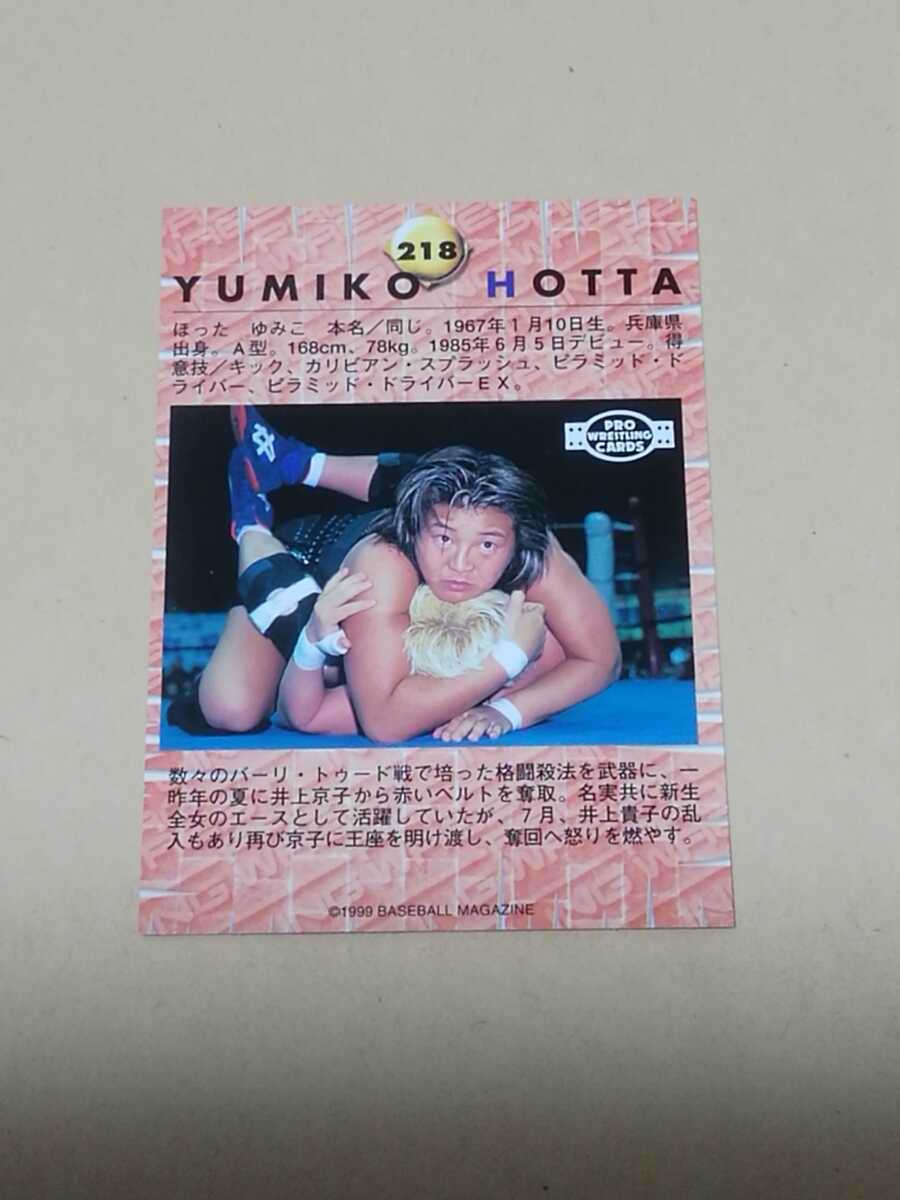 218
YUMIKO HOTTA
ほった ゆみこ 本名／同じ。1967年1月10日生。兵庫県
出身。A型。168cm、78kg。1985年6月5日デビュー。得
意技／キック、カリビアン・スプラッシュ、ピラミッド・ド
ライバー、ピラミッド・ドライバーEX。
PRO
WRESTLING
CARDS
数々のバーリ・トゥード戦で培った格闘殺法を武器に、一
昨年の夏に井上京子から赤いベルトを奪取。名実共に新生
全女のエースとして活躍していたが、7月、井上貴子の乱
入もあり再び京子に王座を明け渡し、奪回へ怒りを燃やす。
©1999 BASEBALL MAGAZINE